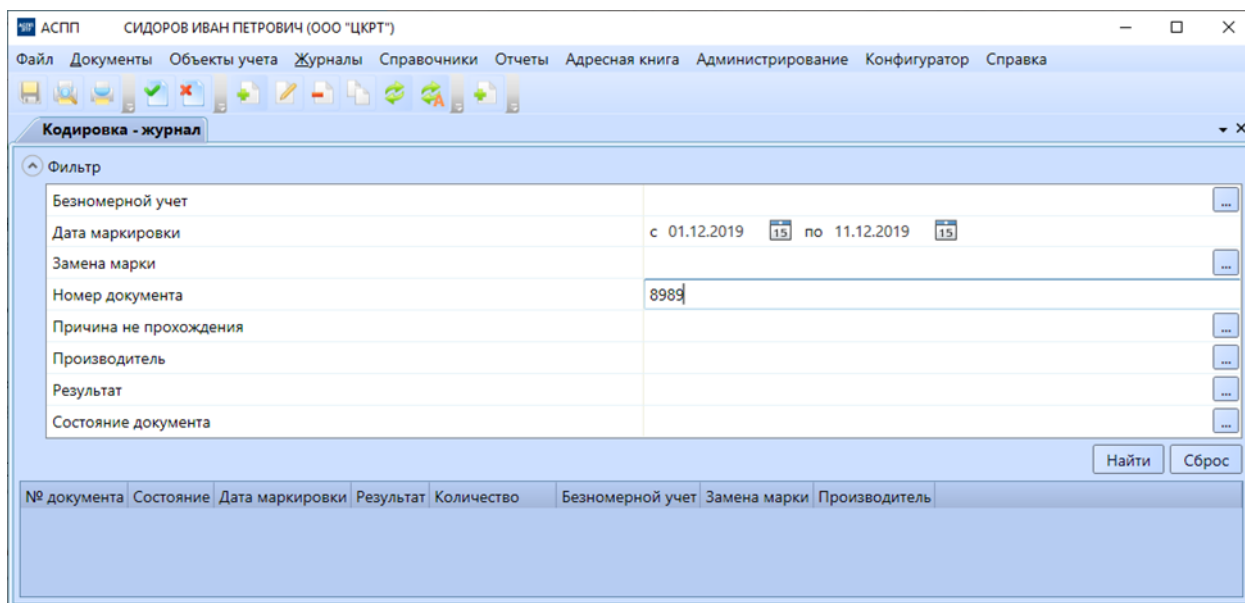 АСПП СИДОРОВ ИВАН ПЕТРОВИЧ (ООО "ЦКРТ")
Файл Документы Объекты учета Журналы Справочники Отчеты Адресная книга Администрирование Конфигуратор Справка
Кодировка - журнал
Фильтр
Безномерной учет ...
Дата маркировки с 01.12.2019 15 по 11.12.2019 15
Замена марки ...
Номер документа 8989
Причина не прохождения ...
Производитель ...
Результат ...
Состояние документа ...
Найти Сброс
№ документа Состояние Дата маркировки Результат Количество Безномерной учет Замена марки Производитель